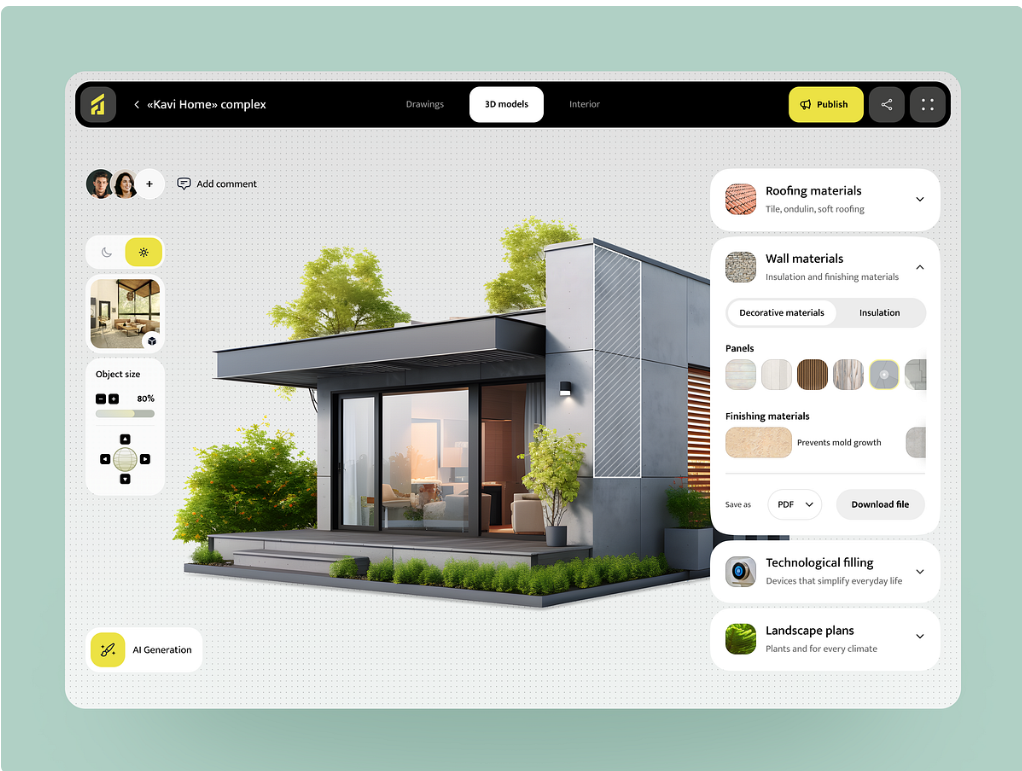 «Kavi Home» complex
Drawings
3D models
Interior
Publish
+
Add comment
Object size
80%
AI Generation
Roofing materials
Tile, ondulin, soft roofing
Wall materials
Insulation and finishing materials
Decorative materials
Insulation
Panels
Finishing materials
Prevents mold growth
Save as
PDF
Download file
Technological filling
Devices that simplify everyday life
Landscape plans
Plants and for every climate